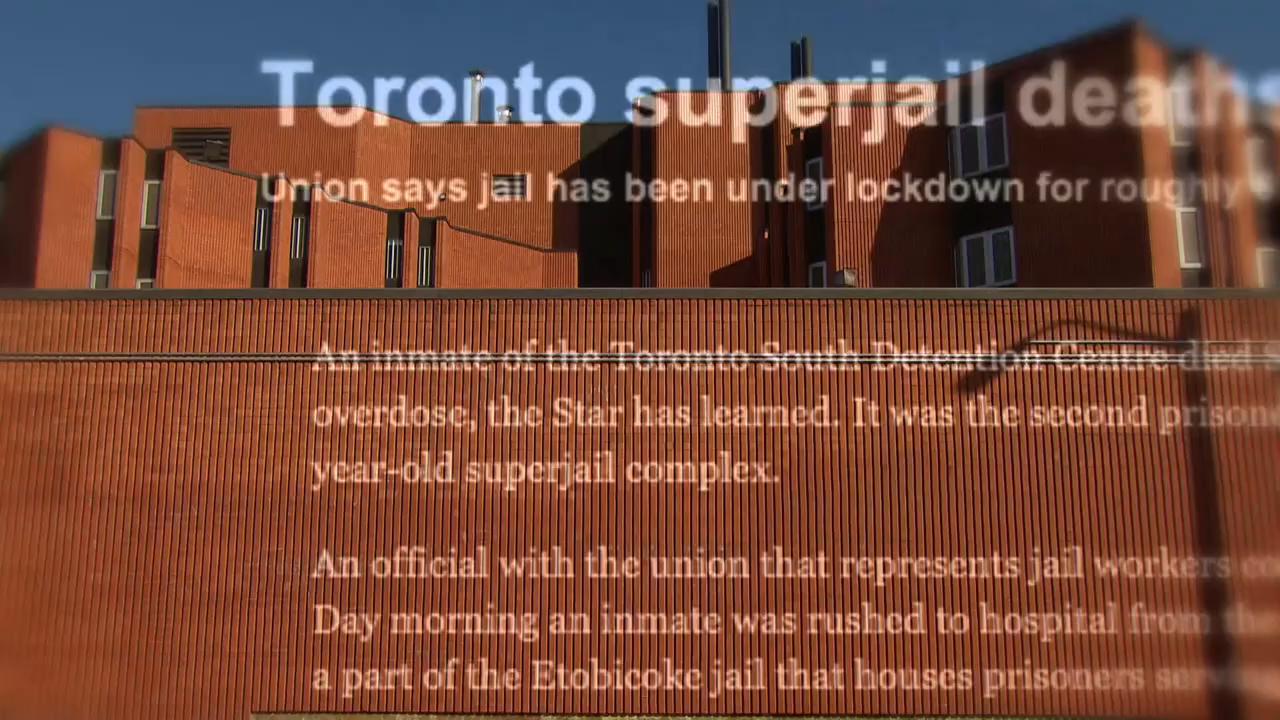 Toronto superjail deaths
Union says jail has been under lockdown for roughly
An inmate of the Toronto South Detention Centre died
overdose, the Star has learned. It was the second
year-old superjail complex.
An official with the union that represents jail workers
Day morning an inmate was rushed to hospital from the
a part of the Etobicoke jail that houses prisoners